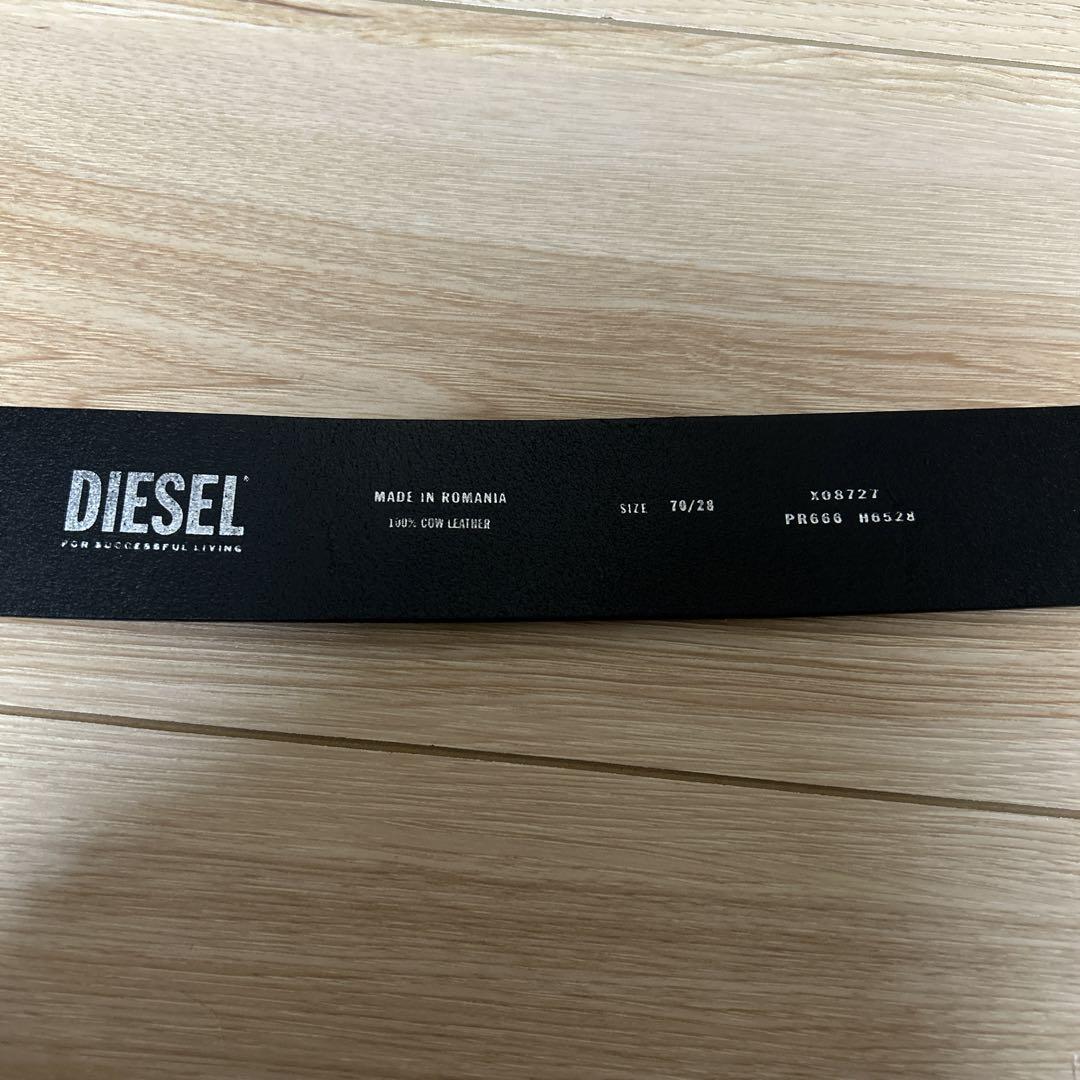 DIESEL
FOR SUCCESSFUL LIVING
MADE IN ROMANIA
100% COW LEATHER
SIZE 70/28
X08727
PR666 H6528